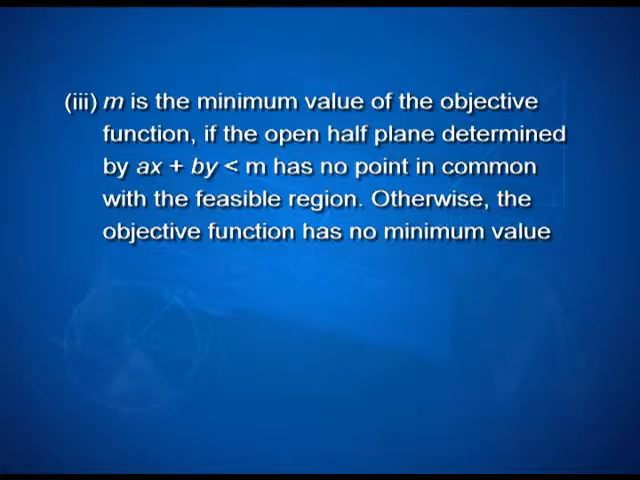 (iii) m is the minimum value of the objective
function, if the open half plane determined
by ax + by < m has no point in common
with the feasible region. Otherwise, the
objective function has no minimum value